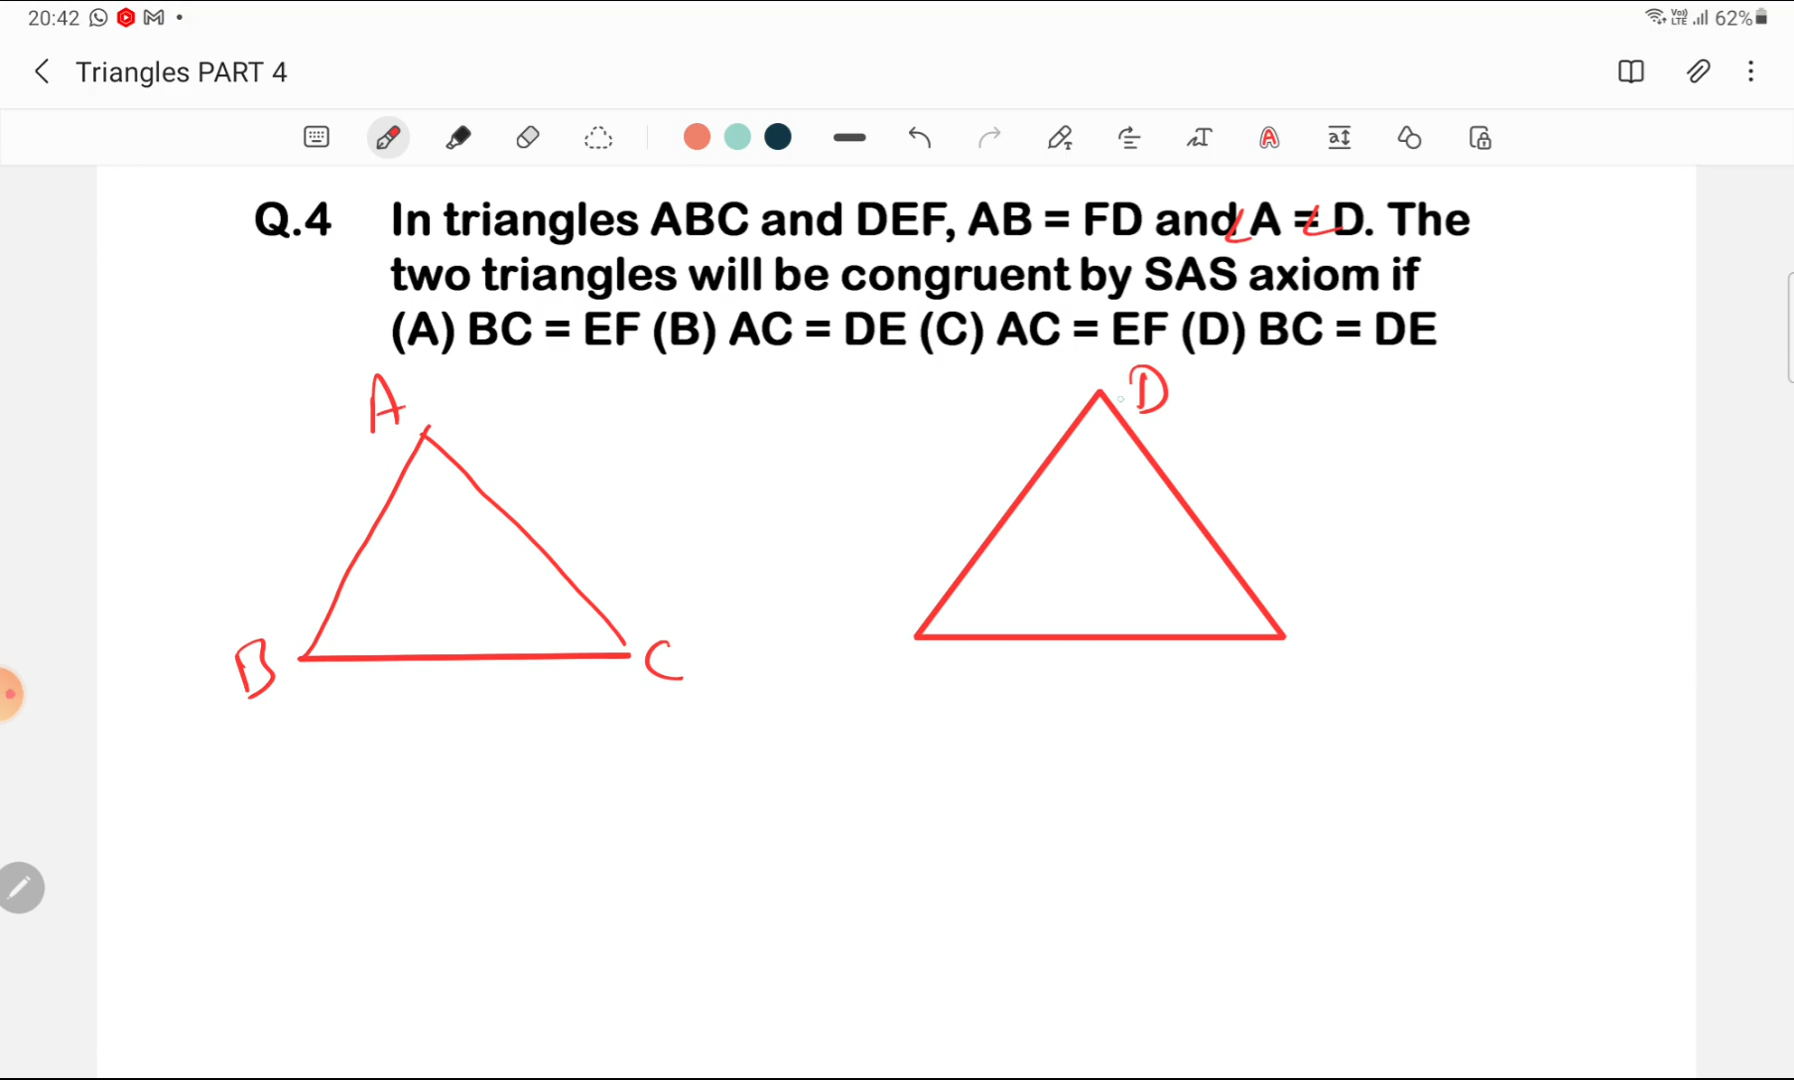 20:42
VoLTE 62%
Triangles PART 4
Q.4 In triangles ABC and DEF, AB = FD and ∠A = ∠D. The
two triangles will be congruent by SAS axiom if
(A) BC = EF (B) AC = DE (C) AC = EF (D) BC = DE
A
D
B
C